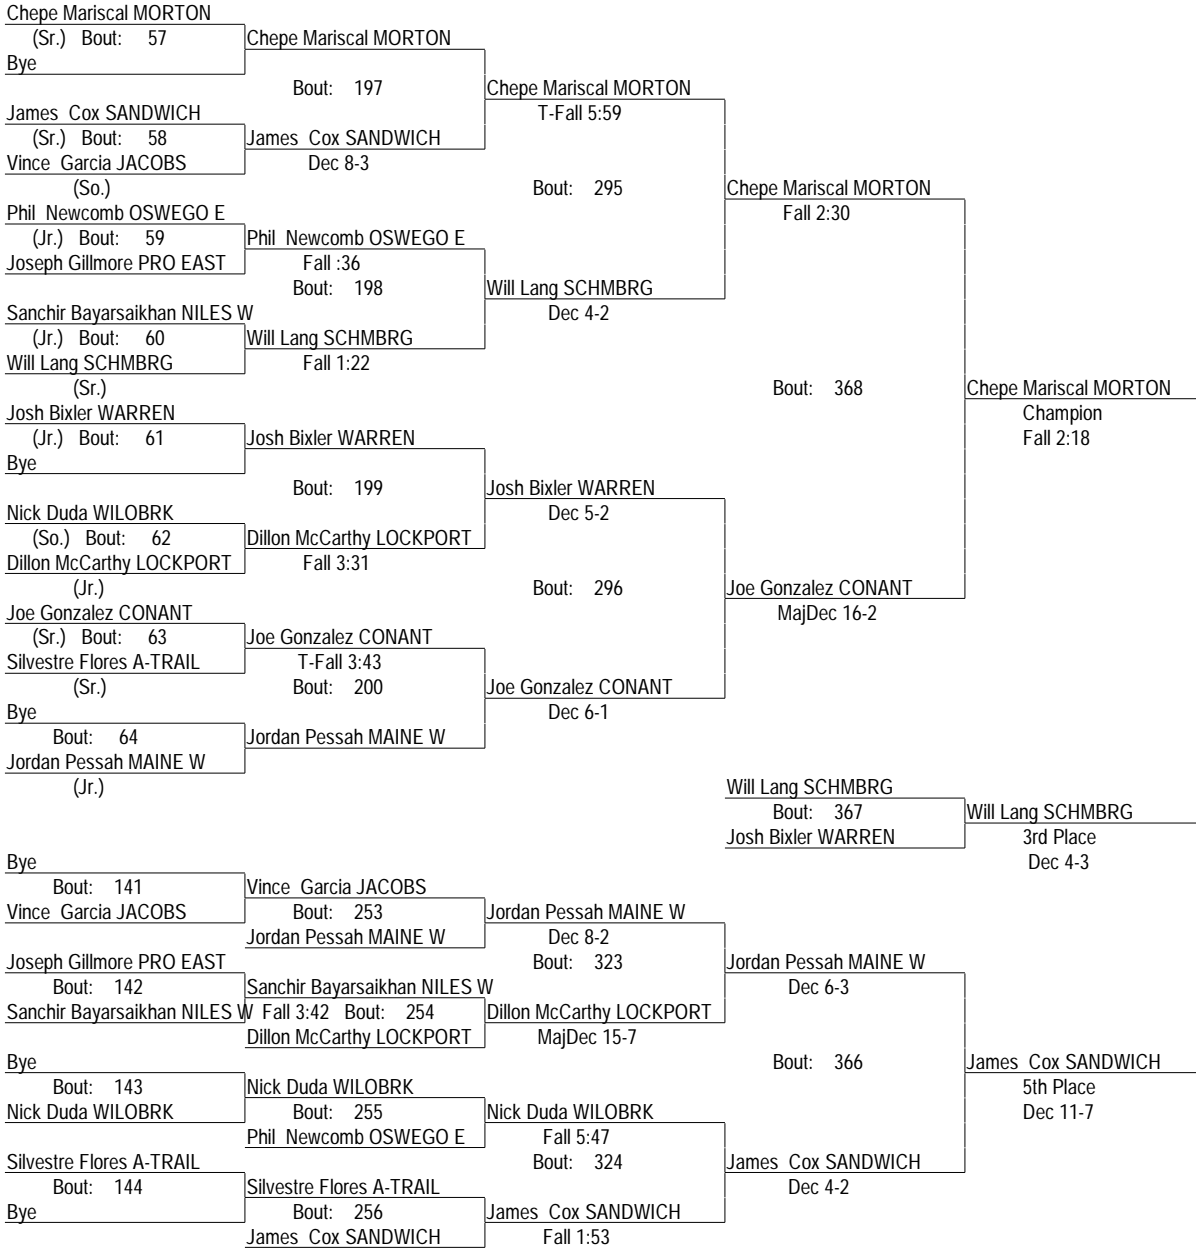 Chepe Mariscal MORTON
(Sr.) Bout: 57 Chepe Mariscal MORTON
Bye
Bout: 197 Chepe Mariscal MORTON
James Cox SANDWICH T-Fall 5:59
(Sr.) Bout: 58 James Cox SANDWICH
Vince Garcia JACOBS Dec 8-3
(So.) Bout: 295 Chepe Mariscal MORTON
Phil Newcomb OSWEGO E Fall 2:30
(Jr.) Bout: 59 Phil Newcomb OSWEGO E
Joseph Gillmore PRO EAST Fall :36
Bout: 198 Will Lang SCHMBRG
Sanchir Bayarsaikhan NILES W Dec 4-2
(Jr.) Bout: 60 Will Lang SCHMBRG
Will Lang SCHMBRG Fall 1:22
(Sr.) Bout: 368 Chepe Mariscal MORTON
Josh Bixler WARREN Champion
(Jr.) Bout: 61 Josh Bixler WARREN Fall 2:18
Bye
Bout: 199 Josh Bixler WARREN
Nick Duda WILOBRK Dec 5-2
(So.) Bout: 62 Dillon McCarthy LOCKPORT
Dillon McCarthy LOCKPORT Fall 3:31
(Jr.) Bout: 296 Joe Gonzalez CONANT
Joe Gonzalez CONANT MajDec 16-2
(Sr.) Bout: 63 Joe Gonzalez CONANT
Silvestre Flores A-TRAIL T-Fall 3:43
(Sr.) Bout: 200 Joe Gonzalez CONANT
Bye Dec 6-1
Bout: 64 Jordan Pessah MAINE W
Jordan Pessah MAINE W
(Jr.) Will Lang SCHMBRG
Bout: 367 Will Lang SCHMBRG
Josh Bixler WARREN 3rd Place
Bye Dec 4-3
Bout: 141 Vince Garcia JACOBS
Vince Garcia JACOBS Bout: 253 Jordan Pessah MAINE W
Jordan Pessah MAINE W Dec 8-2
Joseph Gillmore PRO EAST Bout: 323 Jordan Pessah MAINE W
Bout: 142 Sanchir Bayarsaikhan NILES W Dec 6-3
Sanchir Bayarsaikhan NILES W Fall 3:42 Bout: 254 Dillon McCarthy LOCKPORT
Dillon McCarthy LOCKPORT MajDec 15-7
Bye Bout: 366 James Cox SANDWICH
Bout: 143 Nick Duda WILOBRK 5th Place
Nick Duda WILOBRK Bout: 255 Nick Duda WILOBRK Dec 11-7
Phil Newcomb OSWEGO E Fall 5:47
Silvestre Flores A-TRAIL Bout: 324 James Cox SANDWICH
Bout: 144 Silvestre Flores A-TRAIL Dec 4-2
Bye Bout: 256 James Cox SANDWICH
James Cox SANDWICH Fall 1:53